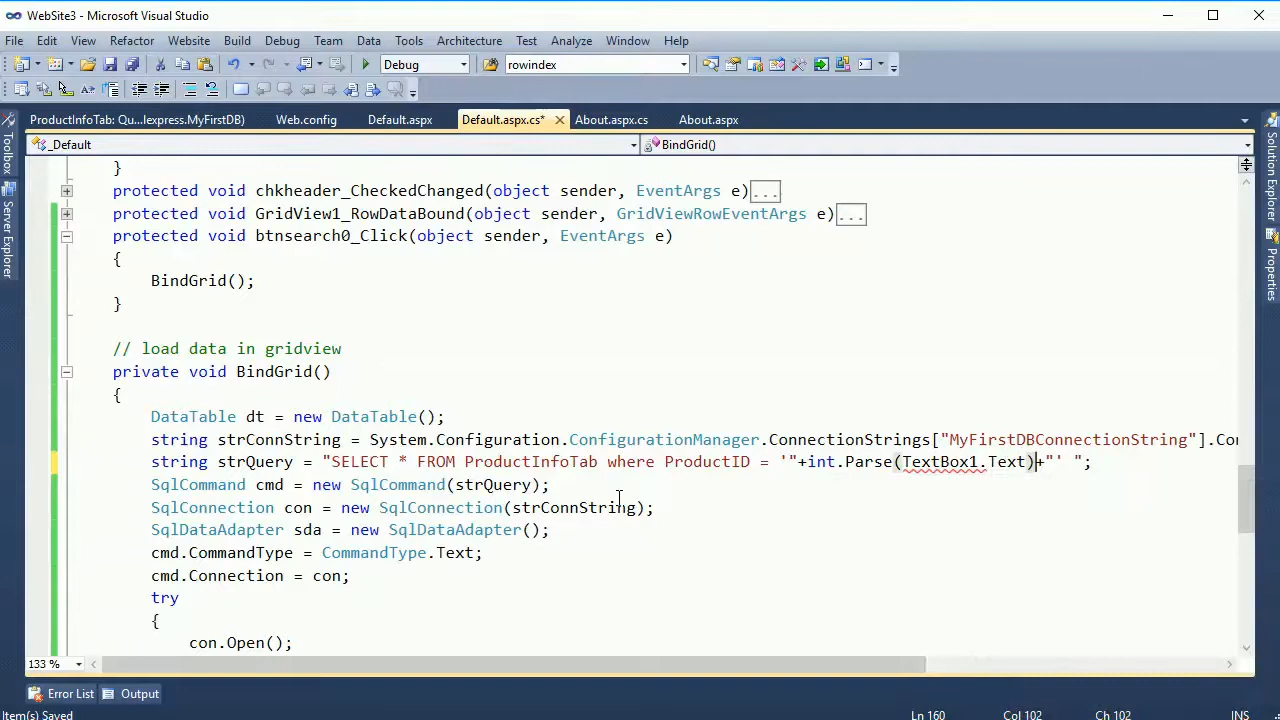 WebSite3 - Microsoft Visual Studio
File Edit View Refactor Website Build Debug Team Data Tools Architecture Test Analyze Window Help
Debug rowindex
ProductInfoTab: Qu...lexpress.MyFirstDB) Web.config Default.aspx Default.aspx.cs* About.aspx.cs About.aspx
_Default BindGrid()
Toolbox
Server Explorer
Solution Explorer
Properties
}
protected void chkheader_CheckedChanged(object sender, EventArgs e)...
protected void GridView1_RowDataBound(object sender, GridViewRowEventArgs e)...
protected void btnsearch0_Click(object sender, EventArgs e)
{
BindGrid();
}
// load data in gridview
private void BindGrid()
{
DataTable dt = new DataTable();
string strConnString = System.Configuration.ConfigurationManager.ConnectionStrings["MyFirstDBConnectionString"].Con
string strQuery = "SELECT * FROM ProductInfoTab where ProductID = '"+int.Parse(TextBox1.Text)+"' ";
SqlCommand cmd = new SqlCommand(strQuery);
SqlConnection con = new SqlConnection(strConnString);
SqlDataAdapter sda = new SqlDataAdapter();
cmd.CommandType = CommandType.Text;
cmd.Connection = con;
try
{
con.Open();
133 %
Error List Output
Item(s) Saved Ln 160 Col 102 Ch 102 INS